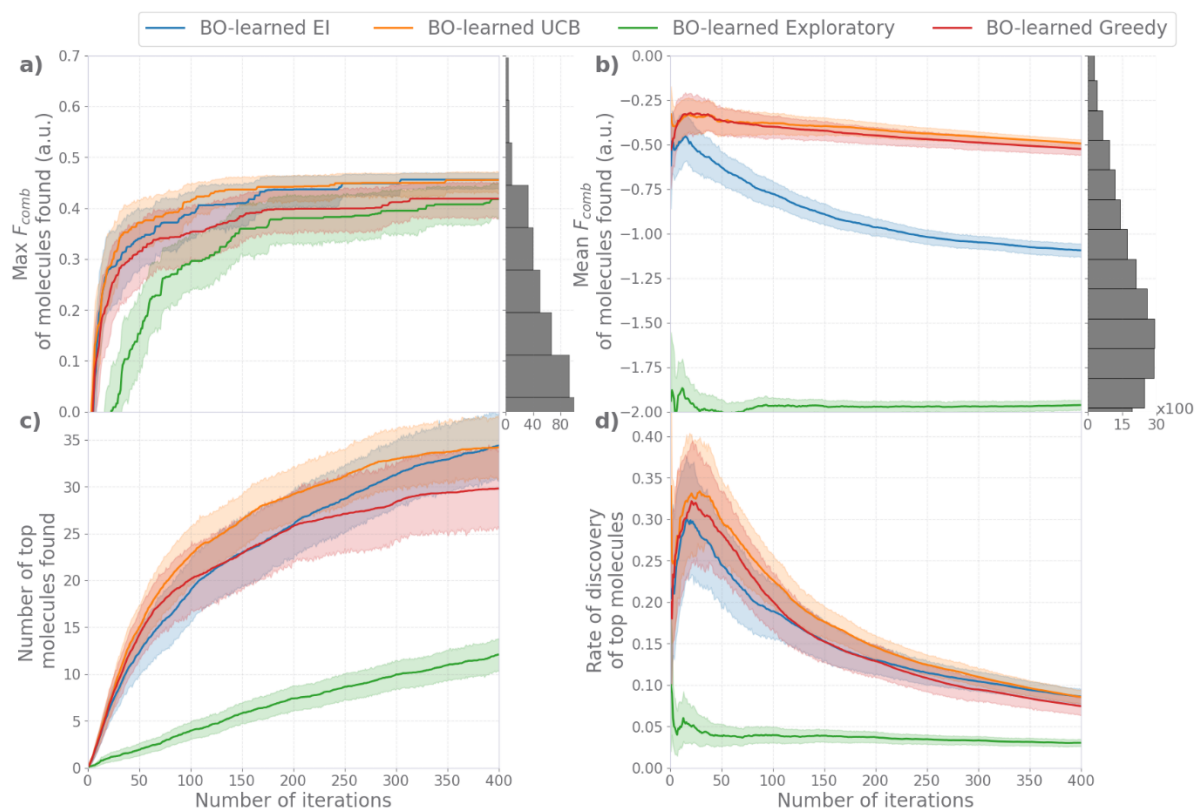 BO-learned EI BO-learned UCB BO-learned Exploratory BO-learned Greedy
a)
Max F_comb (a.u.)
of molecules found
0.7
0.6
0.5
0.4
0.3
0.2
0.1
0.0
0 40 80
b)
Mean F_comb (a.u.)
of molecules found
0.00
−0.25
−0.50
−0.75
−1.00
−1.25
−1.50
−1.75
−2.00
x100
0 15 30
c)
Number of top
molecules found
35
30
25
20
15
10
5
0
0 50 100 150 200 250 300 350 400
Number of iterations
d)
Rate of discovery
of top molecules
0.40
0.35
0.30
0.25
0.20
0.15
0.10
0.05
0.00
0 50 100 150 200 250 300 350 400
Number of iterations